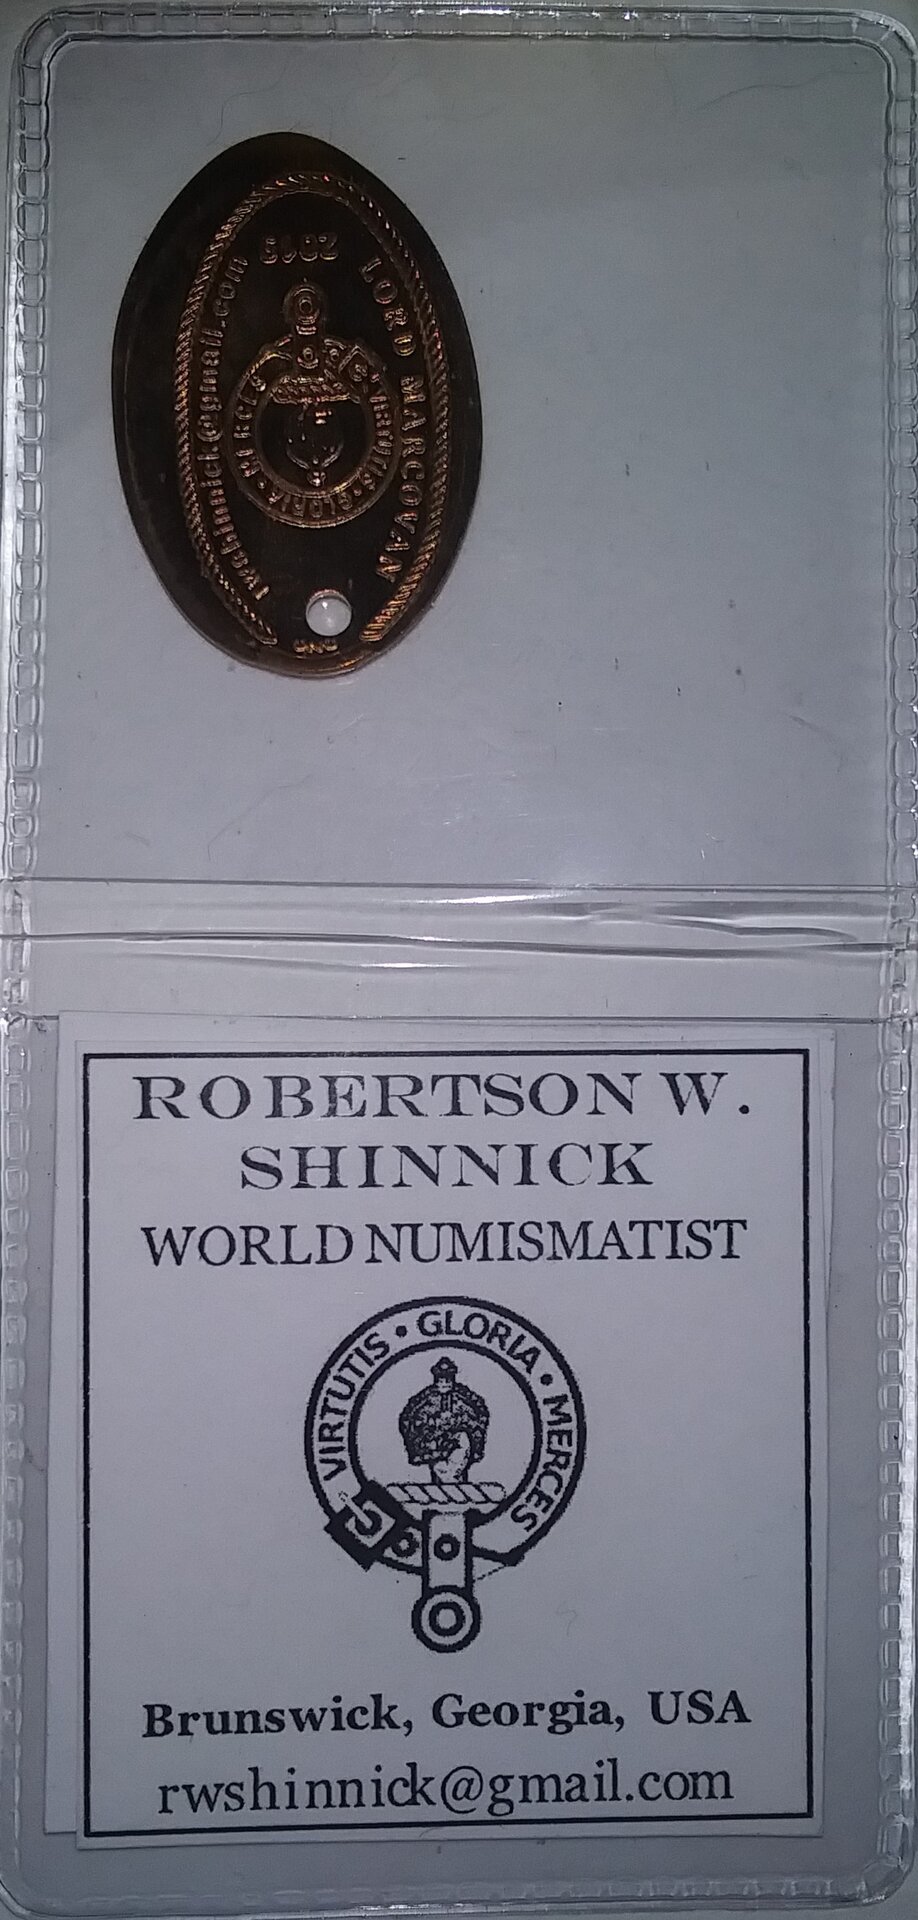 2013
LORD MARCOVAN
rwshinnick@gmail.com
VIRTUTIS • GLORIA • MERCES
ROBERTSON W.
SHINNICK
WORLD NUMISMATIST
VIRTUTIS • GLORIA • MERCES
Brunswick, Georgia, USA
rwshinnick@gmail.com